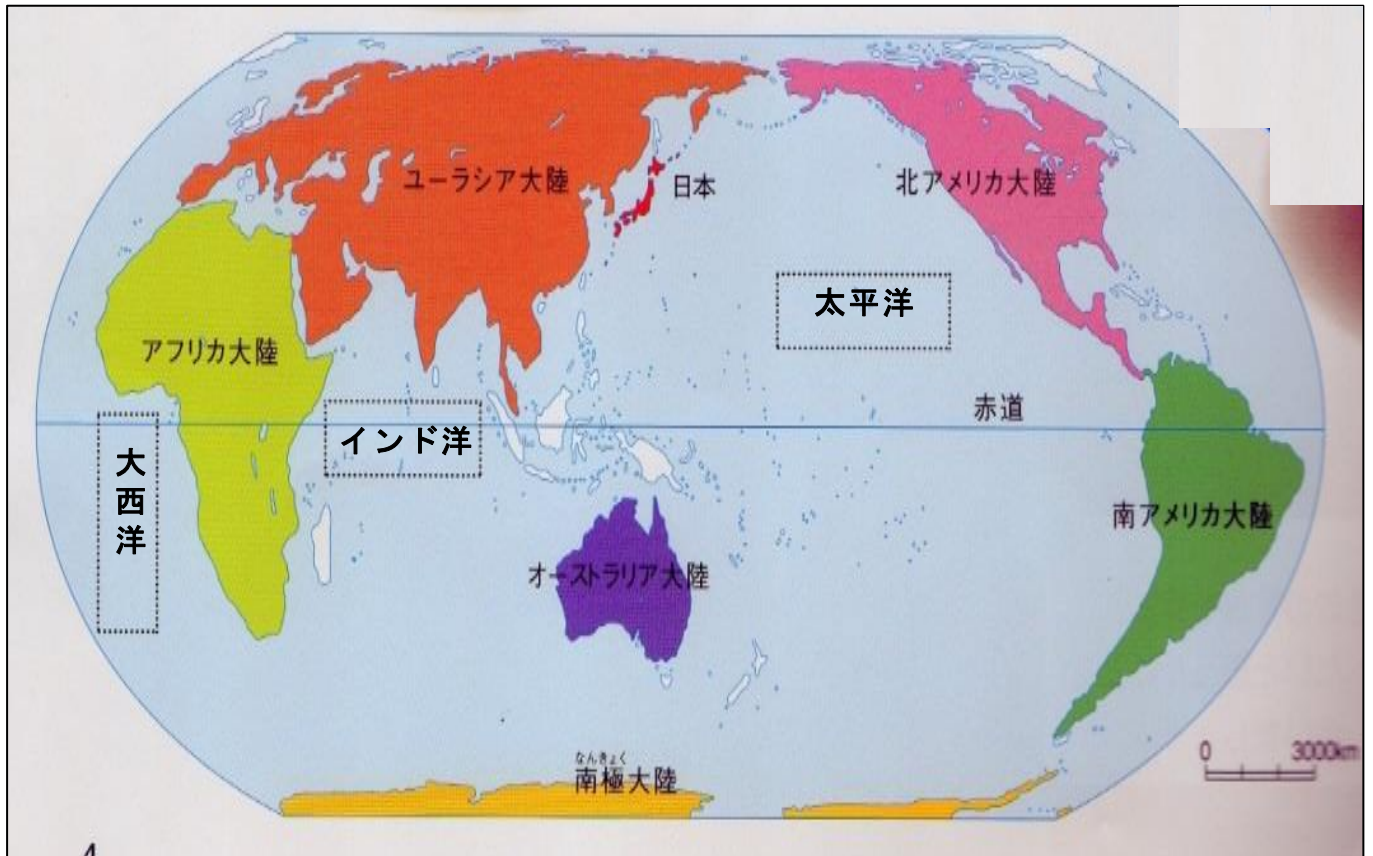 ユーラシア大陸
日本
北アメリカ大陸
太平洋
アフリカ大陸
赤道
インド洋
大西洋
南アメリカ大陸
オーストラリア大陸
なんきょく
南極大陸
0 3000km